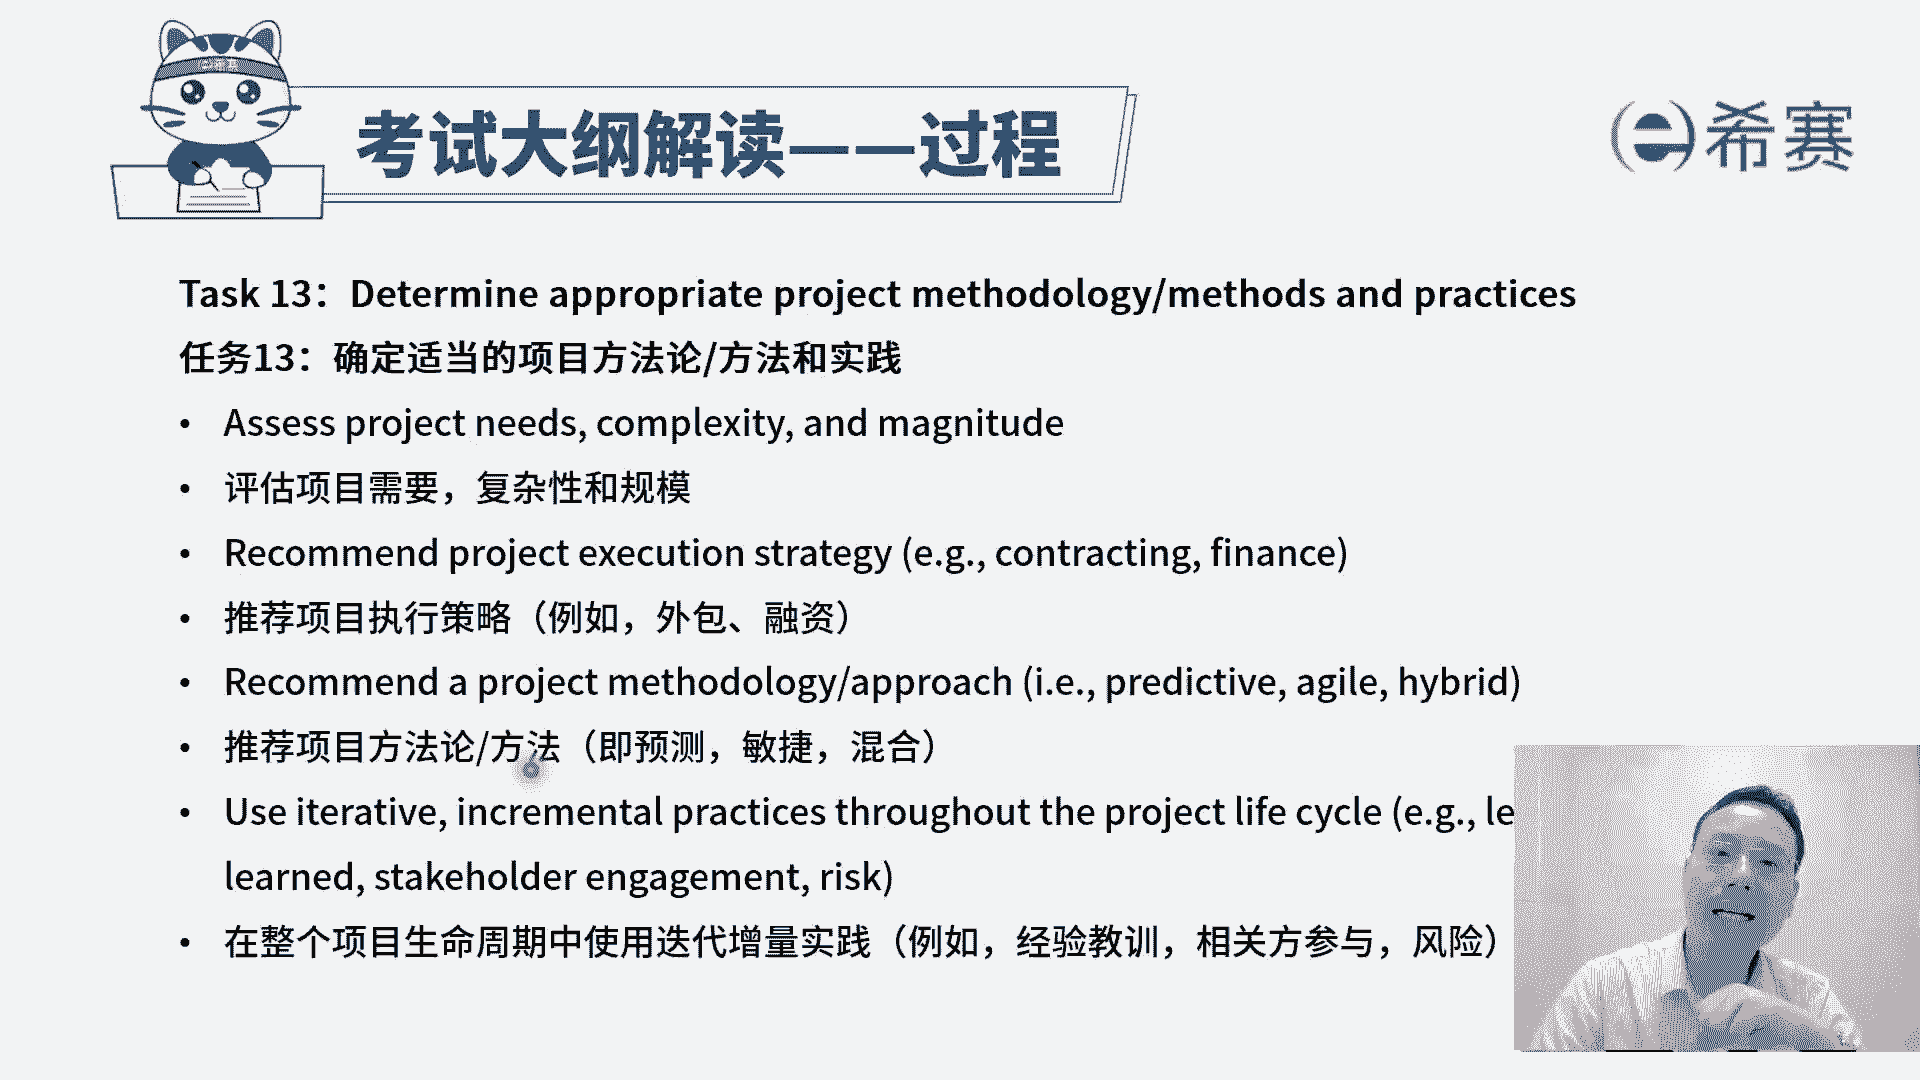 考试大纲解读——过程
希赛
Task 13：Determine appropriate project methodology/methods and practices
任务13：确定适当的项目方法论/方法和实践
• Assess project needs, complexity, and magnitude
• 评估项目需要，复杂性和规模
• Recommend project execution strategy (e.g., contracting, finance)
• 推荐项目执行策略（例如，外包、融资）
• Recommend a project methodology/approach (i.e., predictive, agile, hybrid)
• 推荐项目方法论/方法（即预测，敏捷，混合）
• Use iterative, incremental practices throughout the project life cycle (e.g., le
learned, stakeholder engagement, risk)
• 在整个项目生命周期中使用迭代增量实践（例如，经验教训，相关方参与，风险）